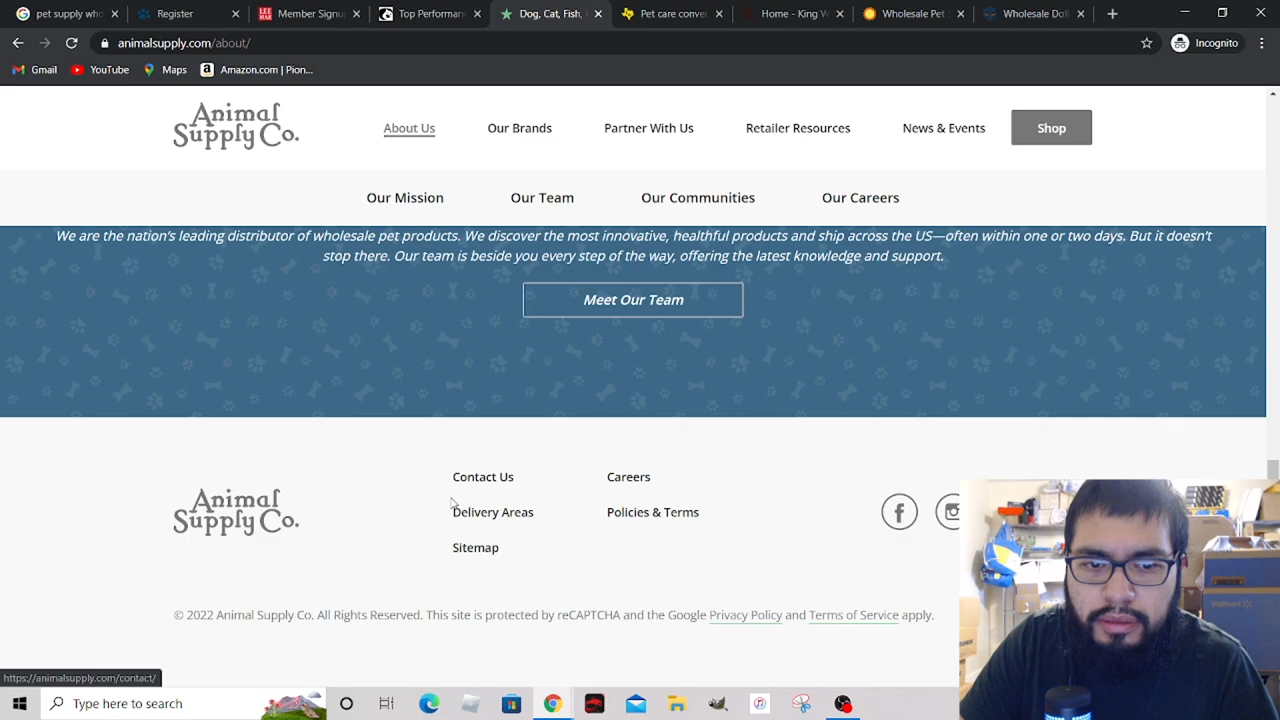 pet supply who
Register
LEE MAR
Member Signup
Top Performanc
Dog, Cat, Fish,
Pet care conve
Home - King W
Wholesale Pet
Wholesale Dol
animalsupply.com/about/
Incognito
Gmail
YouTube
Maps
Amazon.com | Pion...
Animal Supply Co.
About Us
Our Brands
Partner With Us
Retailer Resources
News & Events
Shop
Our Mission
Our Team
Our Communities
Our Careers
We are the nation's leading distributor of wholesale pet products. We discover the most innovative, healthful products and ship across the US—often within one or two days. But it doesn't
stop there. Our team is beside you every step of the way, offering the latest knowledge and support.
Meet Our Team
Animal Supply Co.
Contact Us
Careers
Delivery Areas
Policies & Terms
Sitemap
© 2022 Animal Supply Co. All Rights Reserved. This site is protected by reCAPTCHA and the Google Privacy Policy and Terms of Service apply.
Walmart
https://animalsupply.com/contact/
Type here to search